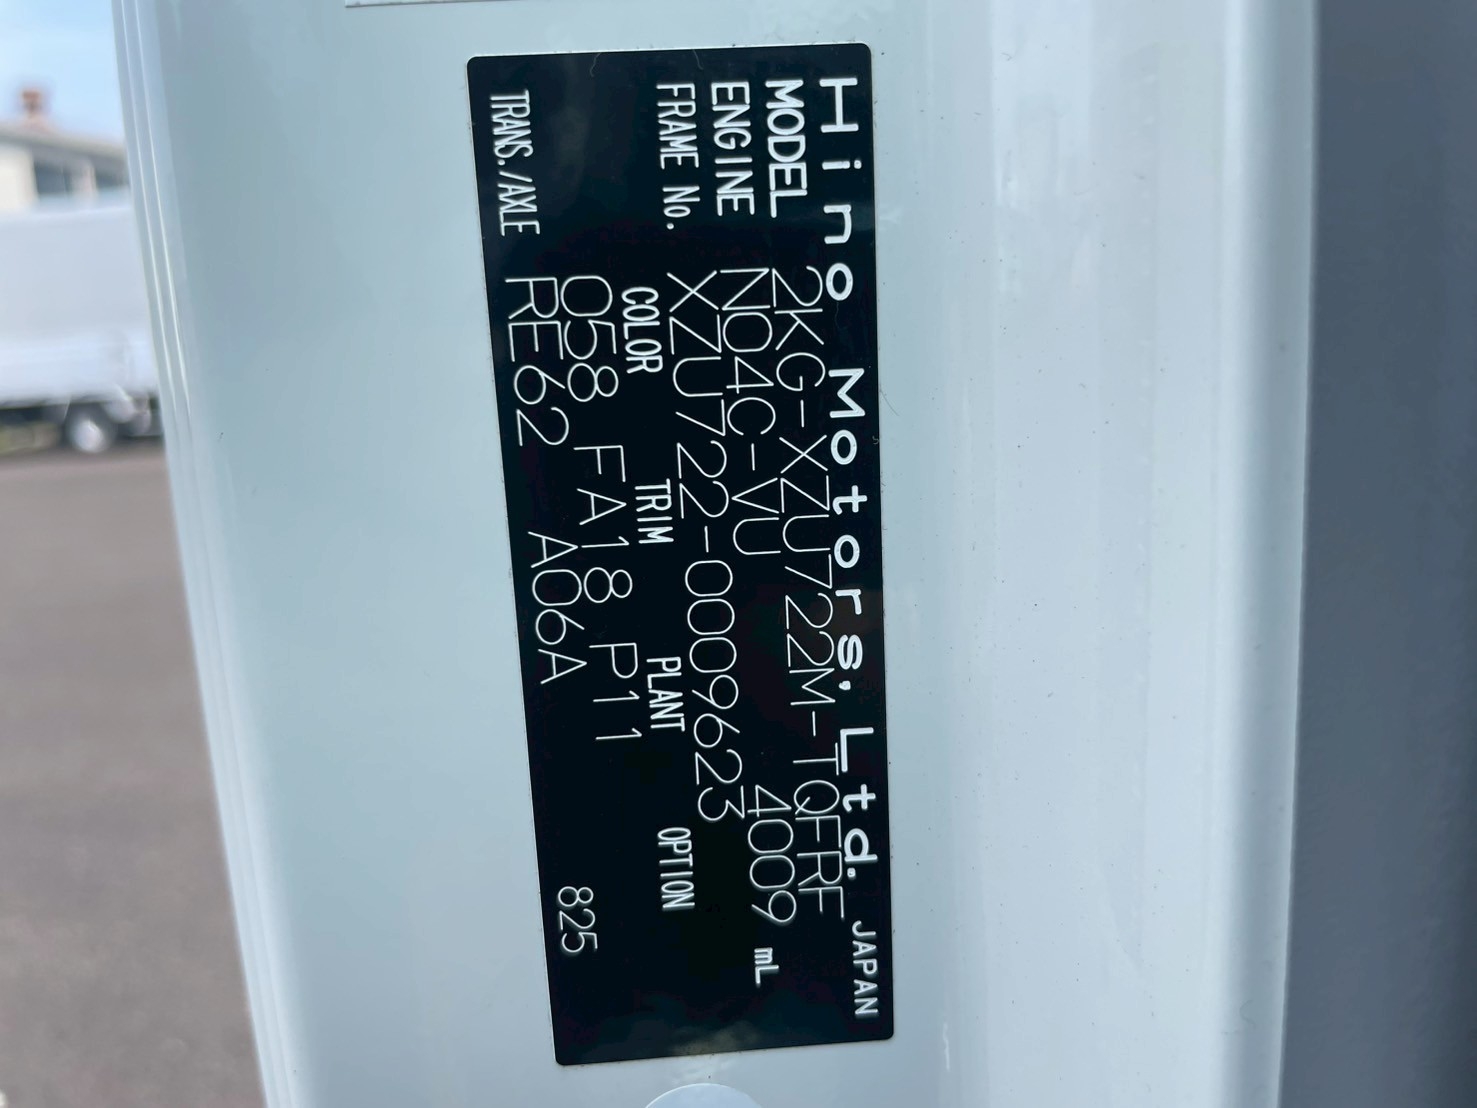 Hino Motors, Ltd. JAPAN
MODEL 2KG-XZU722M-TQFRF
ENGINE N04C-VU 4009 mL
FRAME No. XZU722-0009623
COLOR TRIM PLANT OPTION
058 FA18 P11
TRANS./AXLE RE62 A06A 825